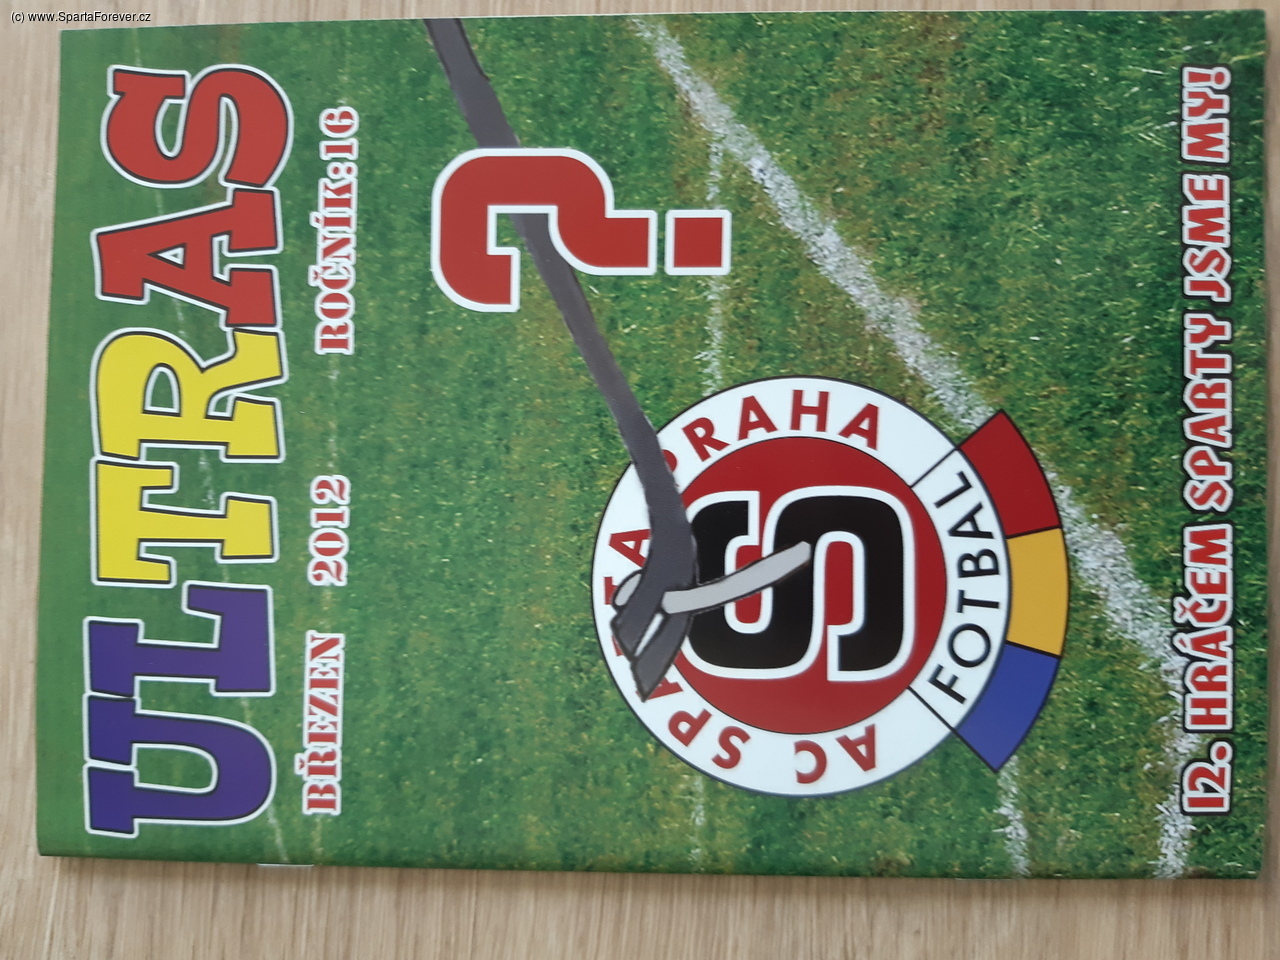 (c) www.SpartaForever.cz
ULTRAS
BŘEZEN 2012 ROČNÍK:16
?
AC SPARTA PRAHA
S
FOTBAL
12. HRÁČEM SPARTY JSME MY!